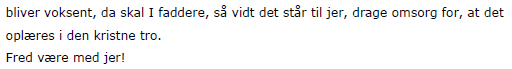 bliver voksent, da skal I faddere, så vidt det står til jer, drage omsorg for, at det
oplæres i den kristne tro.
Fred være med jer!